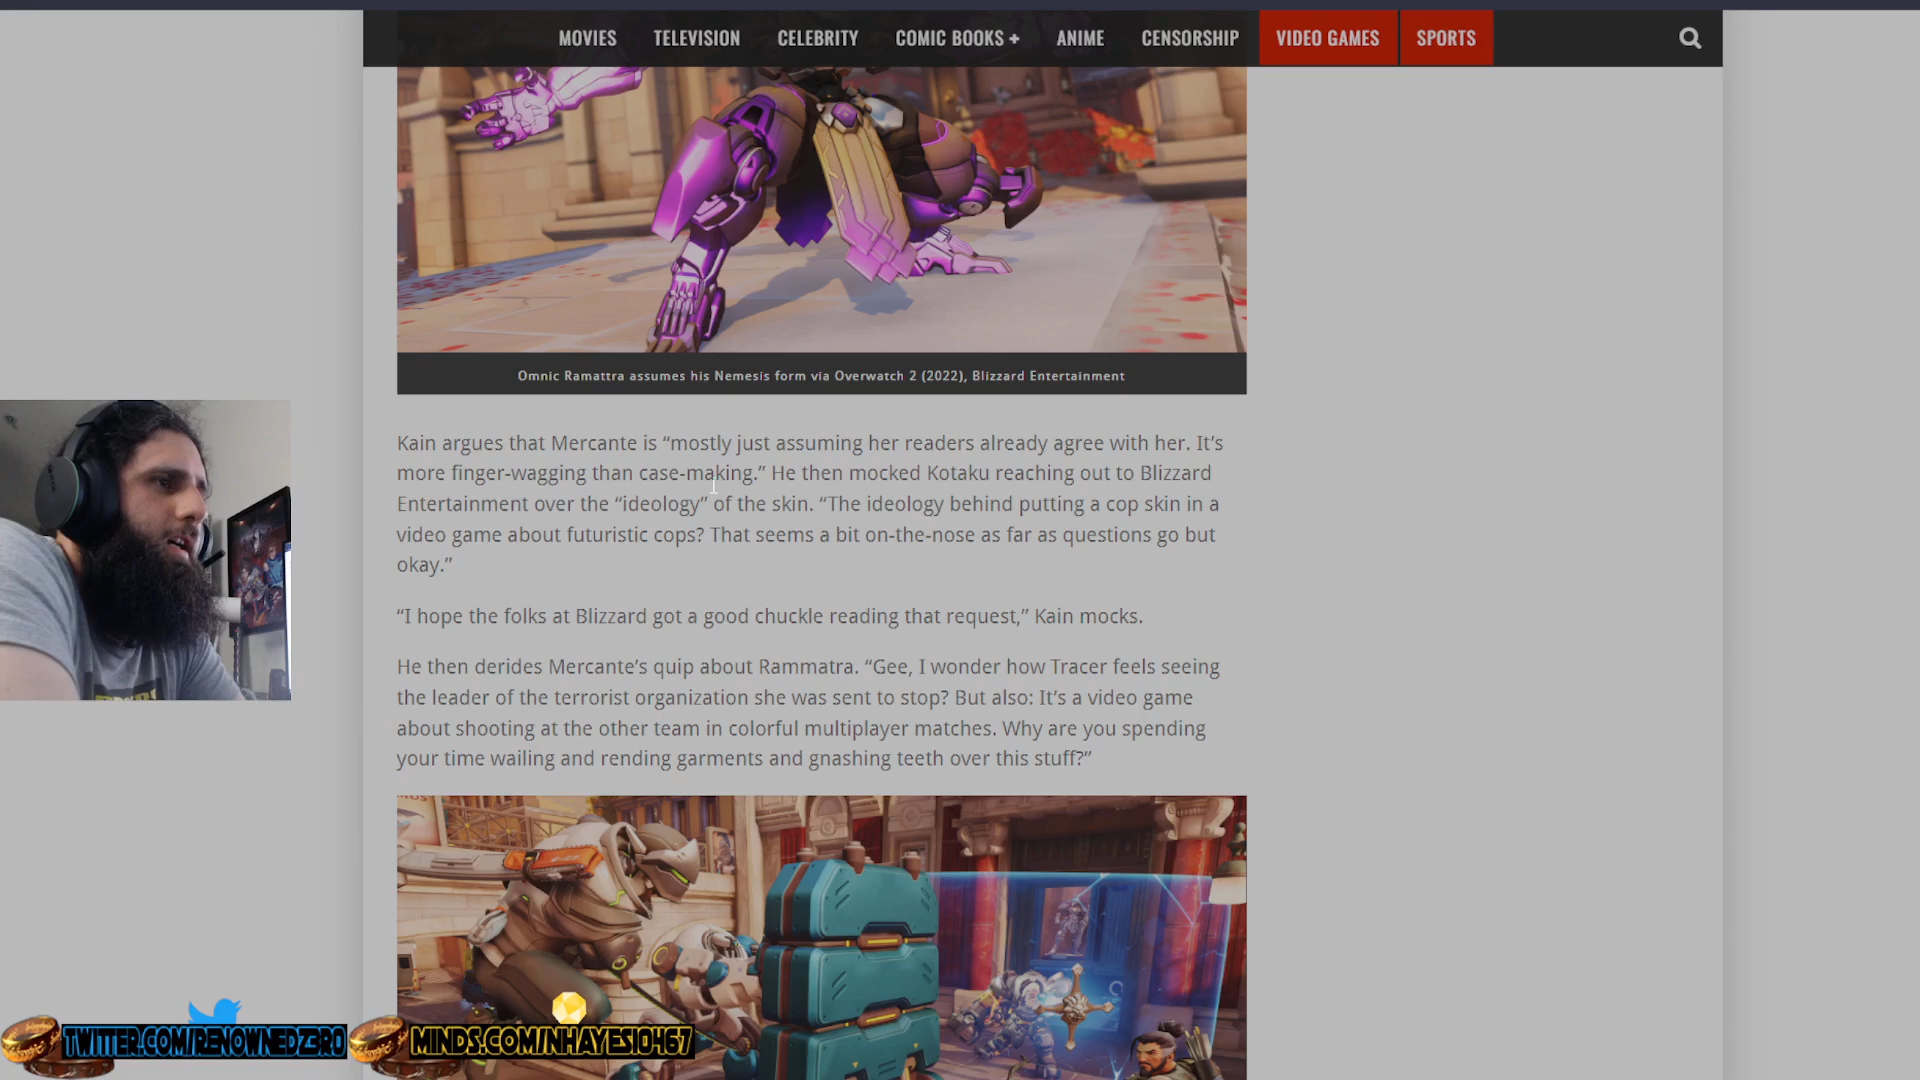 MOVIES TELEVISION CELEBRITY COMIC BOOKS + ANIME CENSORSHIP VIDEO GAMES SPORTS
Omnic Ramattra assumes his Nemesis form via Overwatch 2 (2022), Blizzard Entertainment
Kain argues that Mercante is “mostly just assuming her readers already agree with her. It’s
more finger-wagging than case-making.” He then mocked Kotaku reaching out to Blizzard
Entertainment over the “ideology” of the skin. “The ideology behind putting a cop skin in a
video game about futuristic cops? That seems a bit on-the-nose as far as questions go but
okay.”
“I hope the folks at Blizzard got a good chuckle reading that request,” Kain mocks.
He then derides Mercante’s quip about Rammatra. “Gee, I wonder how Tracer feels seeing
the leader of the terrorist organization she was sent to stop? But also: It’s a video game
about shooting at the other team in colorful multiplayer matches. Why are you spending
your time wailing and rending garments and gnashing teeth over this stuff?”
TWITTER.COM/RENOWNEDZ3RO MINDS.COM/NHAYES10467